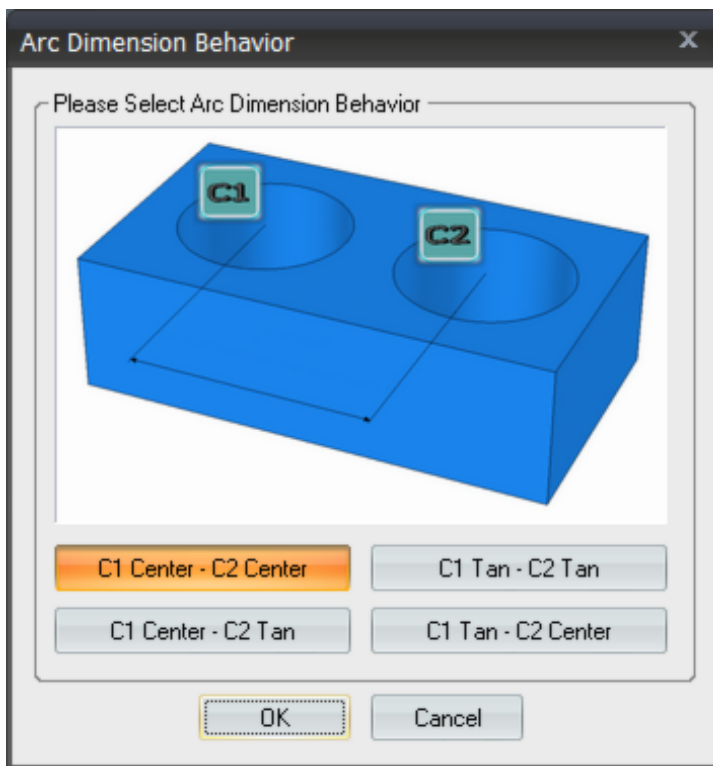 Arc Dimension Behavior
X
Please Select Arc Dimension Behavior
C1
C2
C1 Center - C2 Center
C1 Tan - C2 Tan
C1 Center - C2 Tan
C1 Tan - C2 Center
OK
Cancel